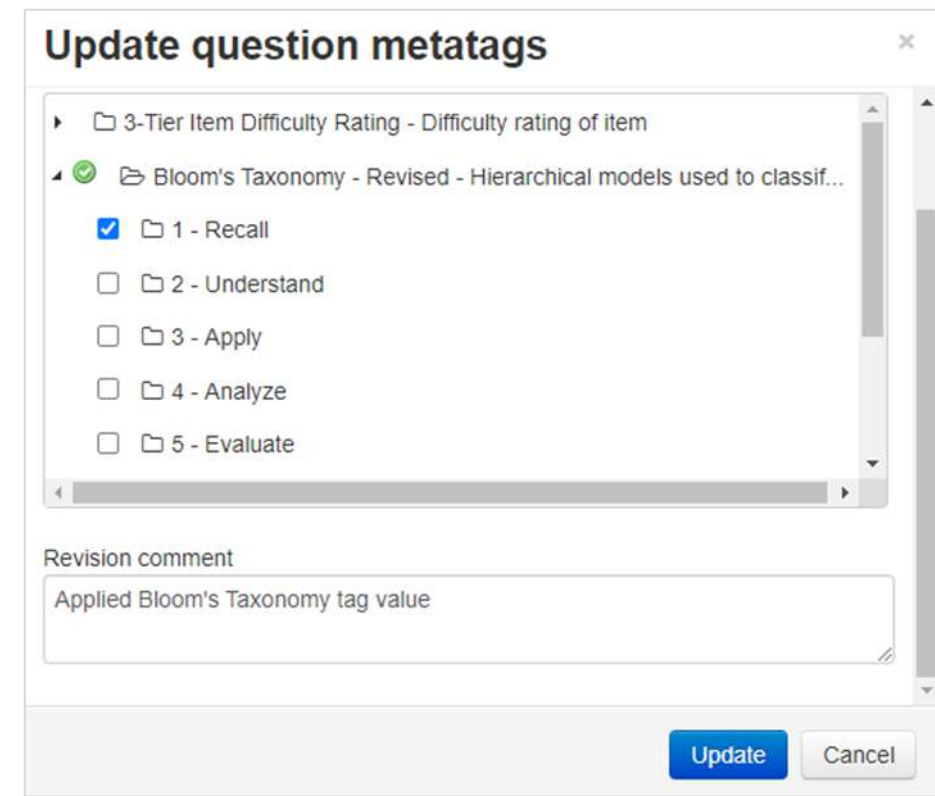 Update question metatags
×
3-Tier Item Difficulty Rating - Difficulty rating of item
Bloom's Taxonomy - Revised - Hierarchical models used to classif...
1 - Recall
2 - Understand
3 - Apply
4 - Analyze
5 - Evaluate
Revision comment
Applied Bloom's Taxonomy tag value
Update Cancel